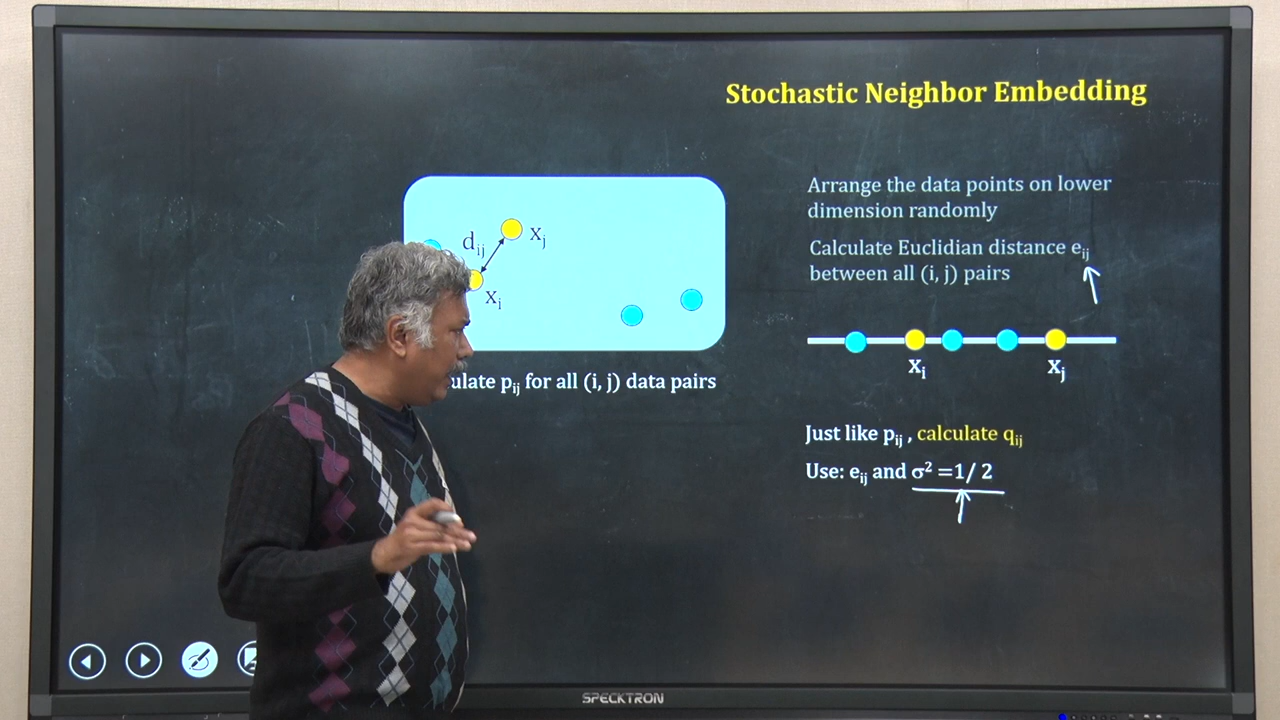 Stochastic Neighbor Embedding
Arrange the data points on lower
dimension randomly
Calculate Euclidian distance eij
between all (i, j) pairs
dij
xj
xi
pij for all (i, j) data pairs
xi
xj
Just like pij , calculate qij
Use: eij and σ² =1/ 2
SPECKTRON